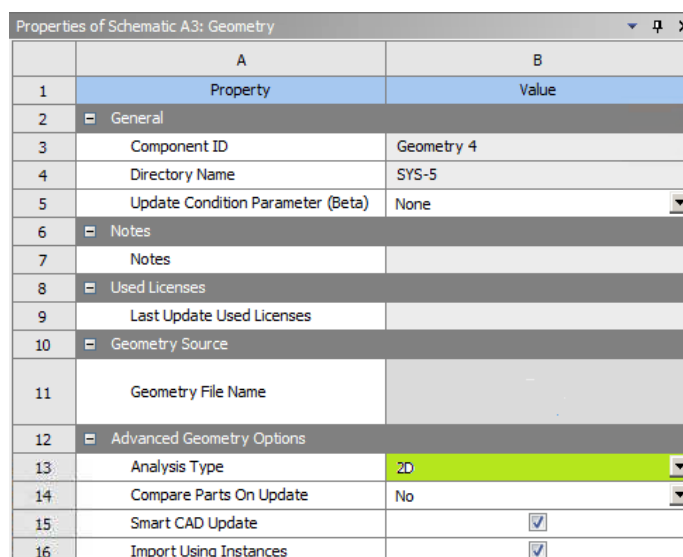 Properties of Schematic A3: Geometry
A B
1 Property Value
2 General
3 Component ID Geometry 4
4 Directory Name SYS-5
5 Update Condition Parameter (Beta) None
6 Notes
7 Notes
8 Used Licenses
9 Last Update Used Licenses
10 Geometry Source
11 Geometry File Name
12 Advanced Geometry Options
13 Analysis Type 2D
14 Compare Parts On Update No
15 Smart CAD Update
16 Import Using Instances